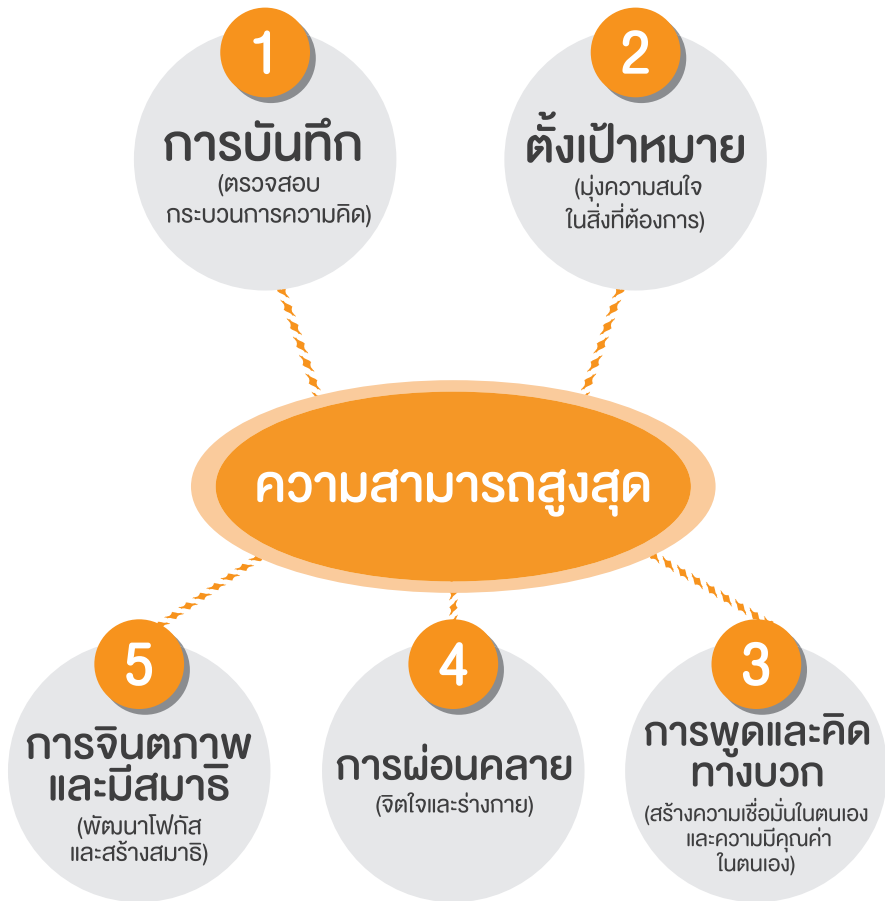 1
การบันทึก
(ตรวจสอบ
กระบวนการความคิด)
2
ตั้งเป้าหมาย
(มุ่งความสนใจ
ในสิ่งที่ต้องการ)
ความสามารถสูงสุด
5
การจินตภาพ
และมีสมาธิ
(พัฒนาโฟกัส
และสร้างสมาธิ)
4
การผ่อนคลาย
(จิตใจและร่างกาย)
3
การพูดและคิด
ทางบวก
(สร้างความเชื่อมั่นในตนเอง
และความมีคุณค่า
ในตนเอง)